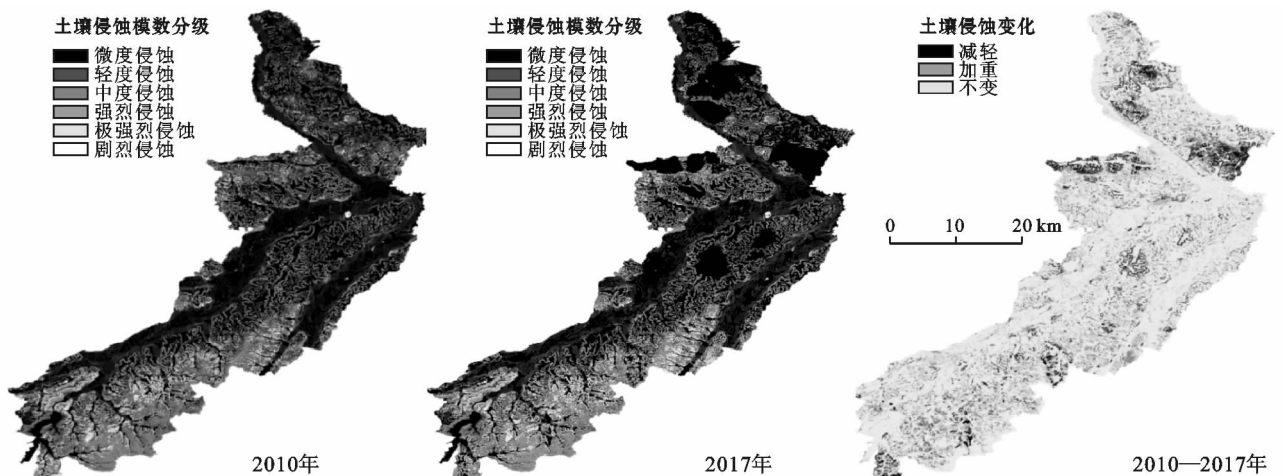 土壤侵蚀模数分级
微度侵蚀
轻度侵蚀
中度侵蚀
强烈侵蚀
极强烈侵蚀
剧烈侵蚀
2010年
土壤侵蚀模数分级
微度侵蚀
轻度侵蚀
中度侵蚀
强烈侵蚀
极强烈侵蚀
剧烈侵蚀
2017年
土壤侵蚀变化
减轻
加重
不变
0 10 20 km
2010—2017年